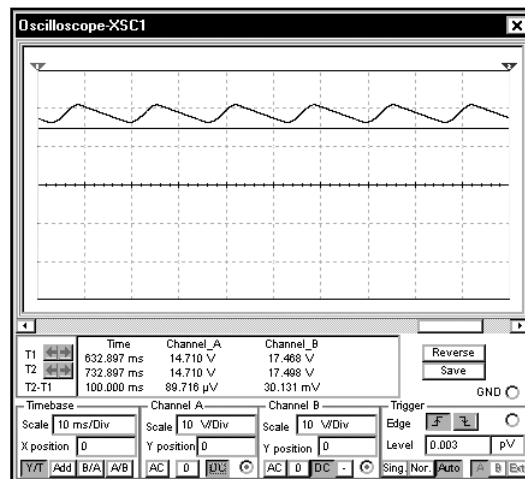 Oscilloscope-XSC1
1
2
Time Channel_A Channel_B
T1 632.897 ms 14.710 V 17.468 V
T2 732.897 ms 14.710 V 17.498 V
T2-T1 100.000 ms 89.716 µV 30.131 mV
Reverse
Save
GND
Timebase
Scale 10 ms/Div
X position 0
Y/T Add B/A A/B
Channel A
Scale 10 V/Div
Y position 0
AC 0 DC
Channel B
Scale 10 V/Div
Y position 0
AC 0 DC -
Trigger
Edge
Level 0.003 pV
Sing. Nor. Auto A B Ext